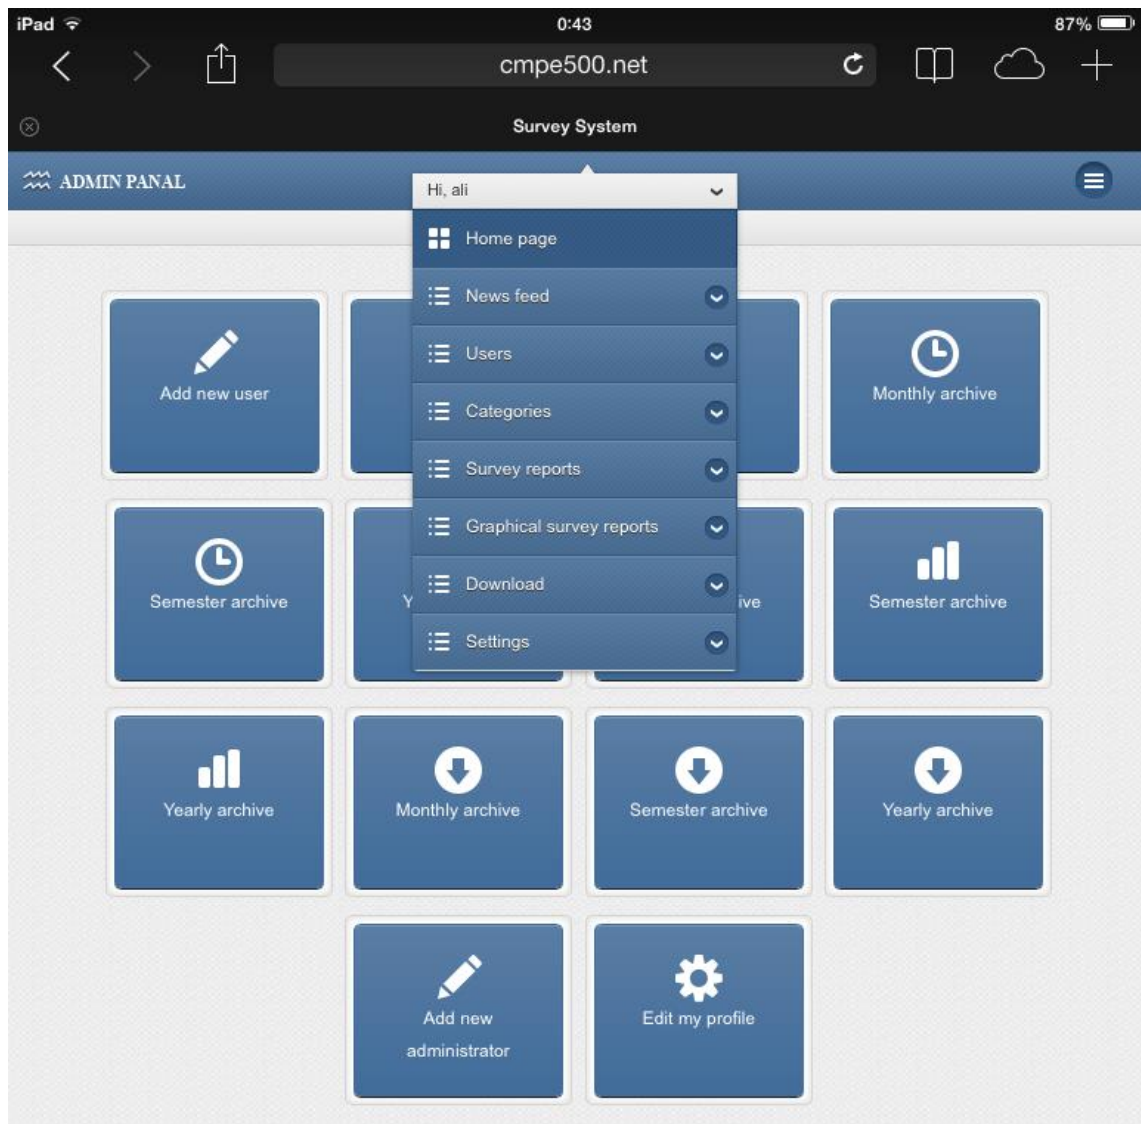 iPad 0:43 87%
cmpe500.net
Survey System
ADMIN PANAL
Hi, ali
Home page
News feed
Users
Categories
Survey reports
Graphical survey reports
Download
Settings
Add new user
Monthly archive
Semester archive
Y
ive
Semester archive
Yearly archive
Monthly archive
Semester archive
Yearly archive
Add new
administrator
Edit my profile